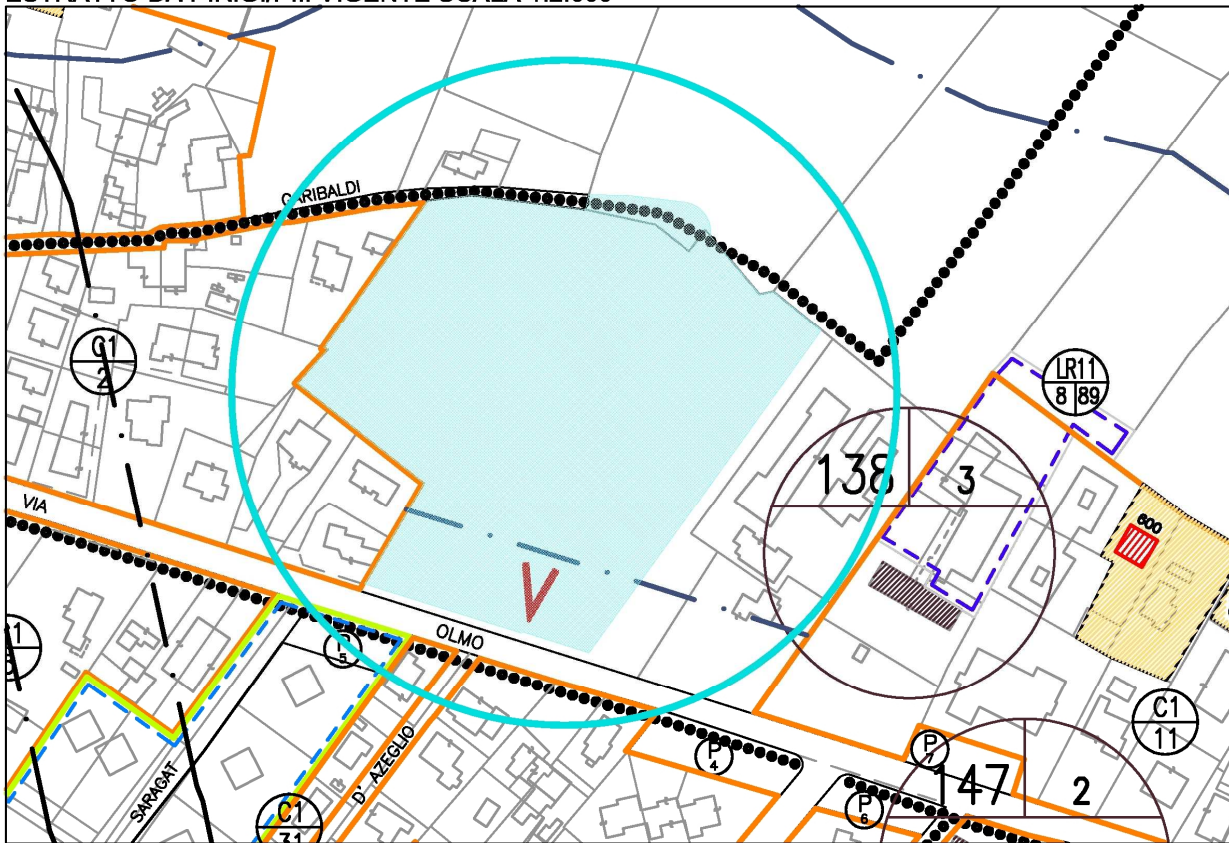 GARIBALDI
C1
2
LR11
8 89
138 3
600
VIA
V
OLMO
P
5
C1
11
P
7
P
4
147 2
P
6
D' AZEGLIO
SARAGAT
C1
31